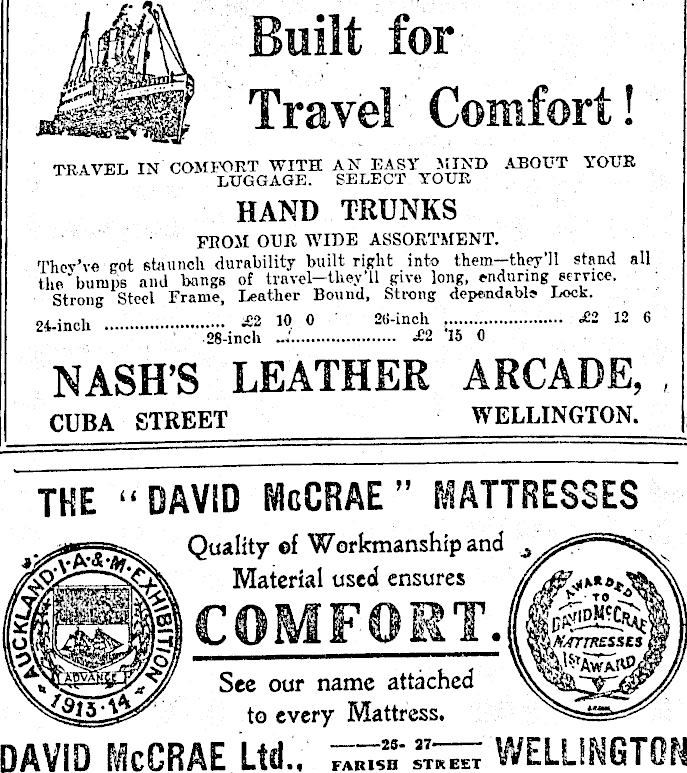 Built for
Travel Comfort!
TRAVEL IN COMFORT WITH AN EASY MIND ABOUT YOUR
LUGGAGE. SELECT YOUR
HAND TRUNKS
FROM OUR WIDE ASSORTMENT.
They've got staunch durability built right into them—they'll stand all
the bumps and bangs of travel—they'll give long, enduring service.
Strong Steel Frame, Leather Bound, Strong dependable Lock.
24-inch ........................ £2 10 0 26-inch ........................ £2 12 6
28-inch ........................ £2 15 0
NASH'S LEATHER ARCADE,
CUBA STREET WELLINGTON.
THE "DAVID McCRAE" MATTRESSES
Quality of Workmanship and
Material used ensures
COMFORT.
See our name attached
to every Mattress.
AUCKLAND·I·A·&·M·EXHIBITION
ADVANCE
1913·14
AWARDED
TO
DAVID McCRAE
MATTRESSES
1ST AWARD
DAVID McCRAE Ltd., 25-27 FARISH STREET WELLINGTON